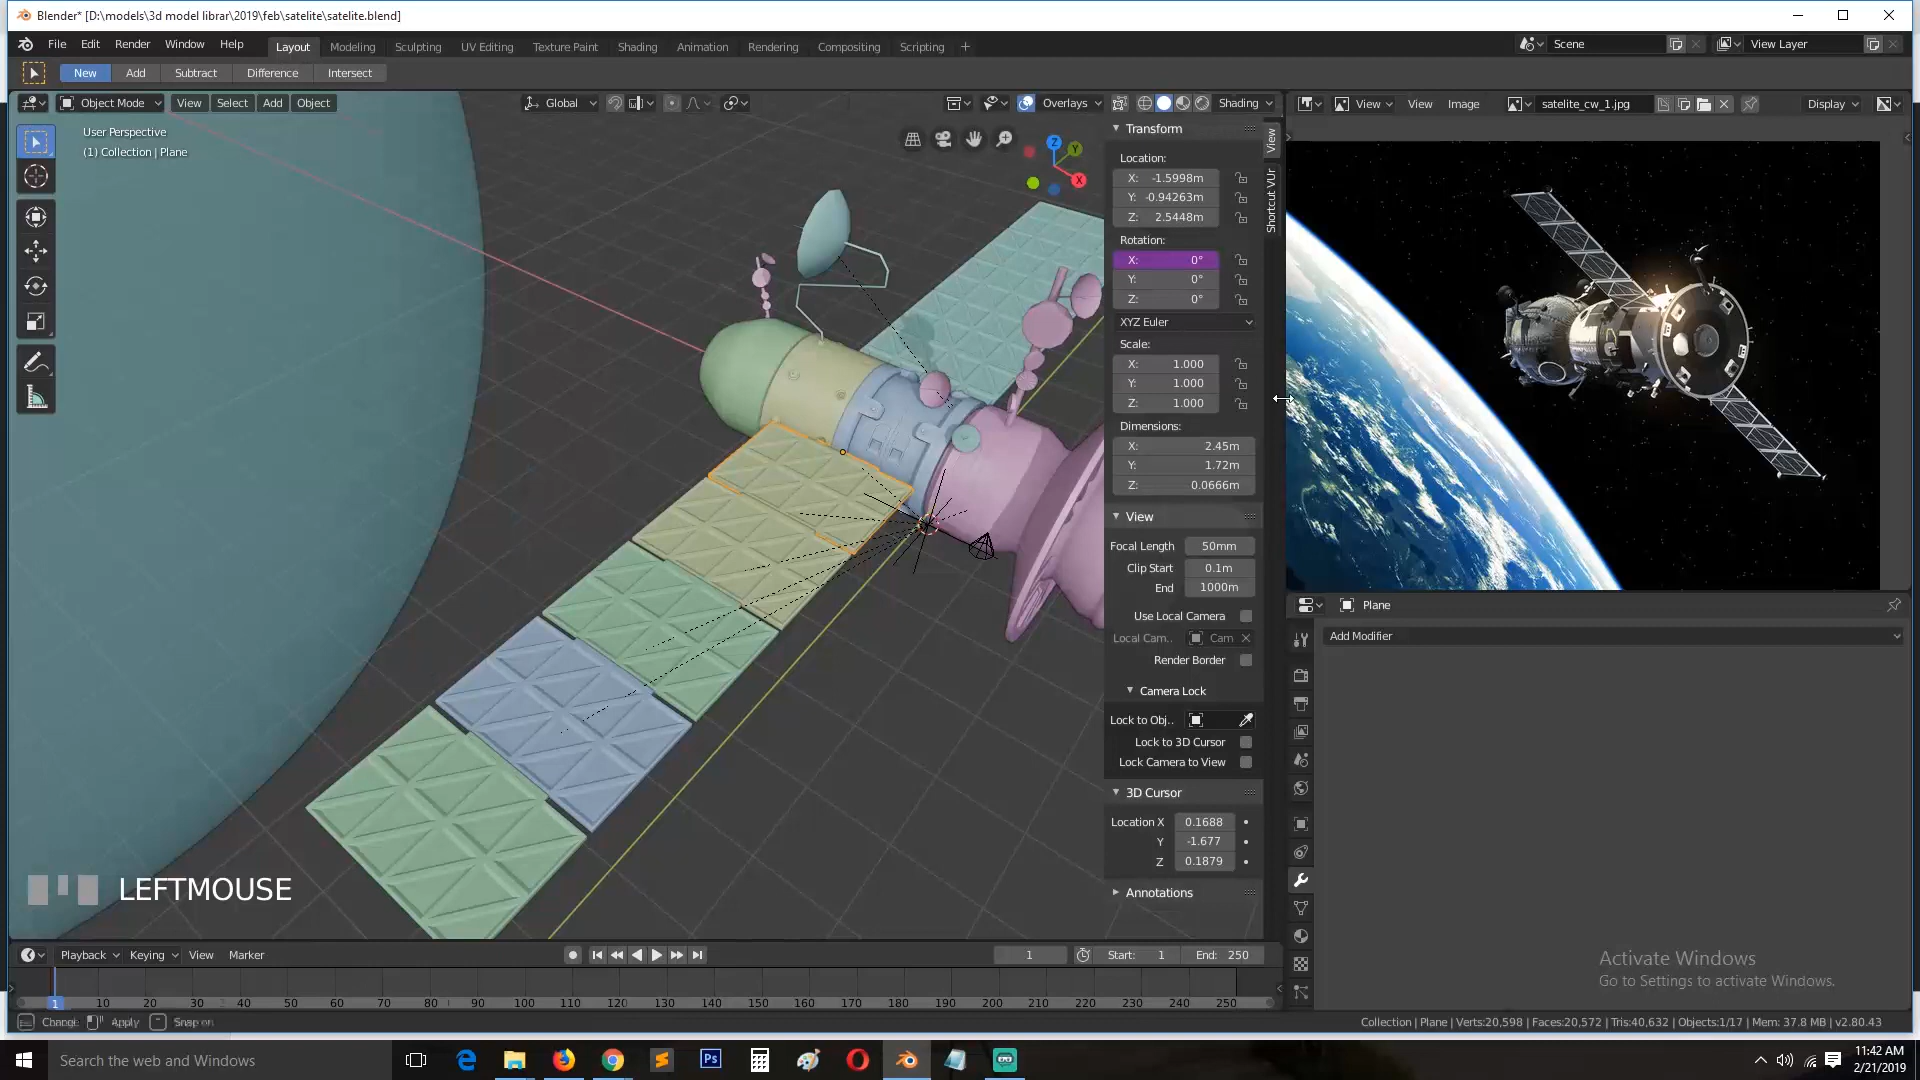 Blender* [D:\models\3d model librar\2019\feb\satelite\satelite.blend]
File Edit Render Window Help Layout Modeling Sculpting UV Editing Texture Paint Shading Animation Rendering Compositing Scripting + Scene View Layer
New Add Subtract Difference Intersect
Object Mode View Select Add Object Global Overlays Shading View View Image satelite_cw_1.jpg Display
User Perspective
(1) Collection | Plane
Z Y X
View
Shortcut VUr
Transform
Location:
X: -1.5998m
Y: -0.94263m
Z: 2.5448m
Rotation:
X: 0°
Y: 0°
Z: 0°
XYZ Euler
Scale:
X: 1.000
Y: 1.000
Z: 1.000
Dimensions:
X: 2.45m
Y: 1.72m
Z: 0.0666m
View
Focal Length 50mm
Clip Start 0.1m
End 1000m
Use Local Camera
Local Cam.. Cam
Render Border
Camera Lock
Lock to Obj..
Lock to 3D Cursor
Lock Camera to View
3D Cursor
Location X 0.1688
Y -1.677
Z 0.1879
Annotations
Plane
Add Modifier
LEFTMOUSE
Activate Windows
Go to Settings to activate Windows.
Playback Keying View Marker 1 Start: 1 End: 250
1 10 20 30 40 50 60 70 80 90 100 110 120 130 140 150 160 170 180 190 200 210 220 230 240 250
Collection | Plane | Verts:20,598 | Faces:20,572 | Tris:40,632 | Objects:1/17 | Mem: 37.8 MB | v2.80.43
Search the web and Windows
Ps
11:42 AM
2/21/2019